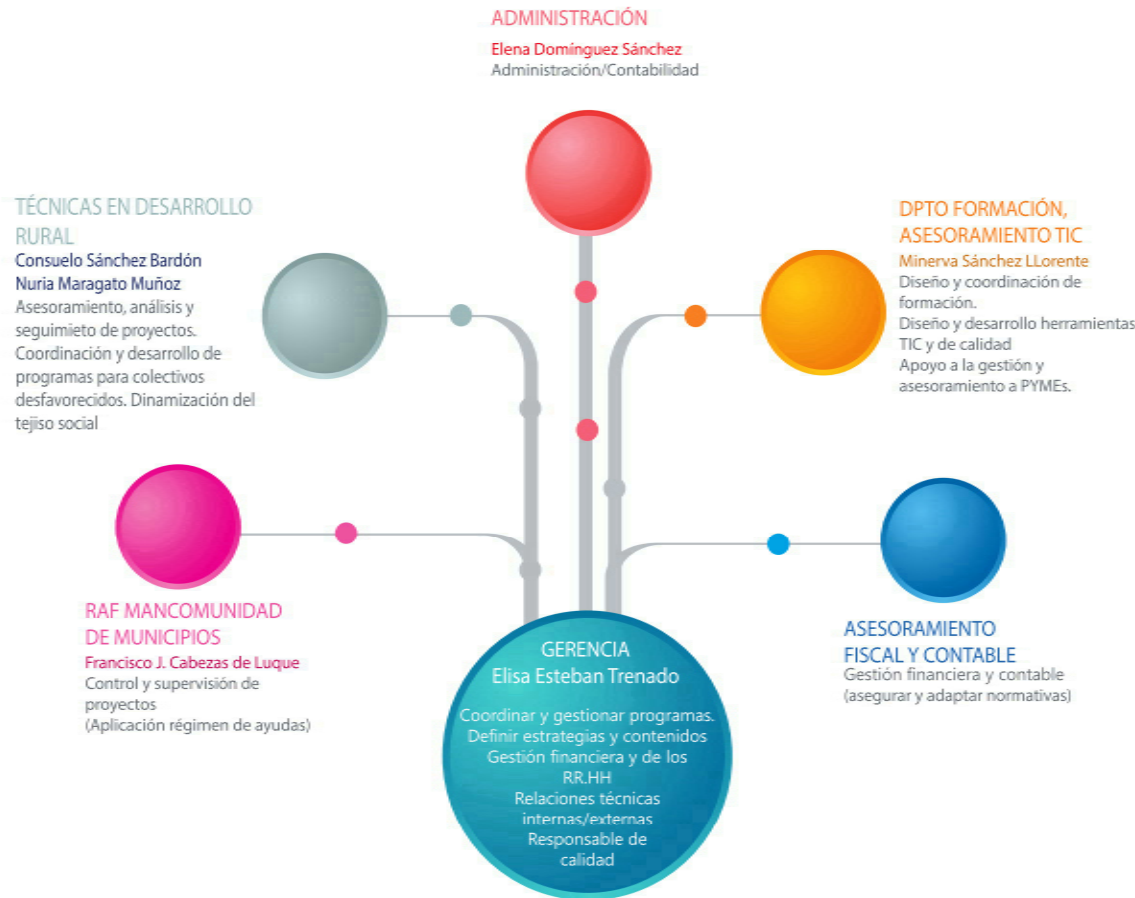 ADMINISTRACIÓN
Elena Domínguez Sánchez
Administración/Contabilidad
TÉCNICAS EN DESARROLLO
RURAL
Consuelo Sánchez Bardón
Nuria Maragato Muñoz
Asesoramiento, análisis y
seguimieto de proyectos.
Coordinación y desarrollo de
programas para colectivos
desfavorecidos. Dinamización del
tejiso social
DPTO FORMACIÓN,
ASESORAMIENTO TIC
Minerva Sánchez LLorente
Diseño y coordinación de
formación.
Diseño y desarrollo herramientas
TIC y de calidad
Apoyo a la gestión y
asesoramiento a PYMEs.
RAF MANCOMUNIDAD
DE MUNICIPIOS
Francisco J. Cabezas de Luque
Control y supervisión de
proyectos
(Aplicación régimen de ayudas)
ASESORAMIENTO
FISCAL Y CONTABLE
Gestión financiera y contable
(asegurar y adaptar normativas)
GERENCIA
Elisa Esteban Trenado
Coordinar y gestionar programas.
Definir estrategias y contenidos
Gestión financiera y de los
RR.HH
Relaciones técnicas
internas/externas
Responsable de
calidad